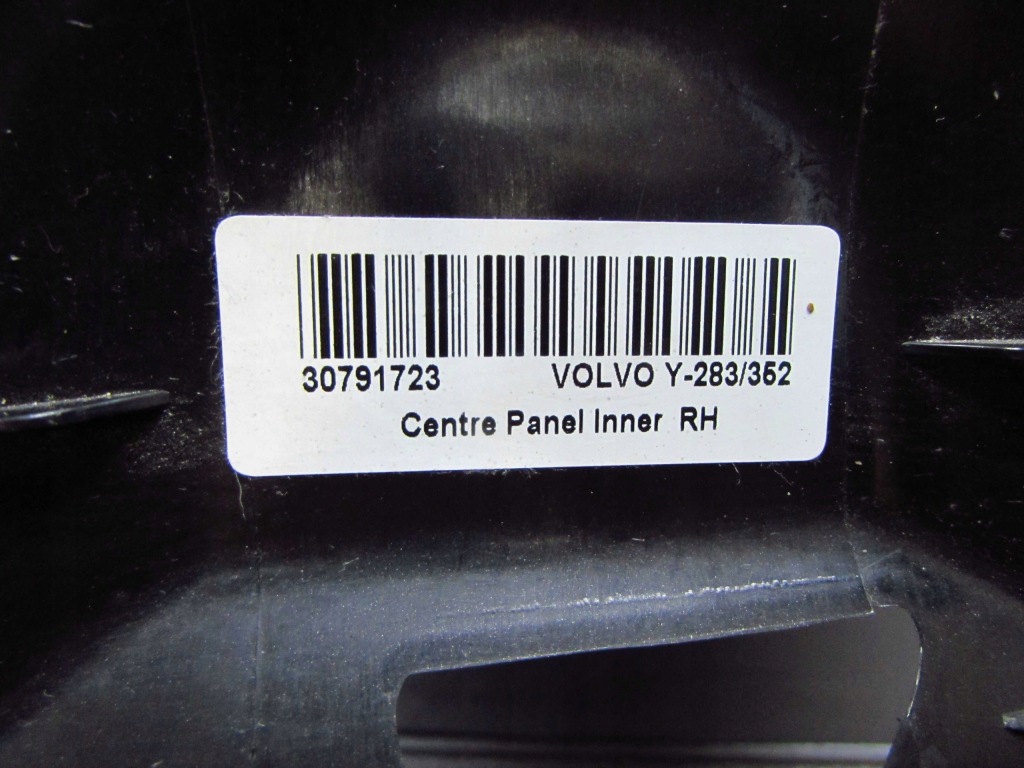 30791723 VOLVO Y-283/352
Centre Panel Inner RH